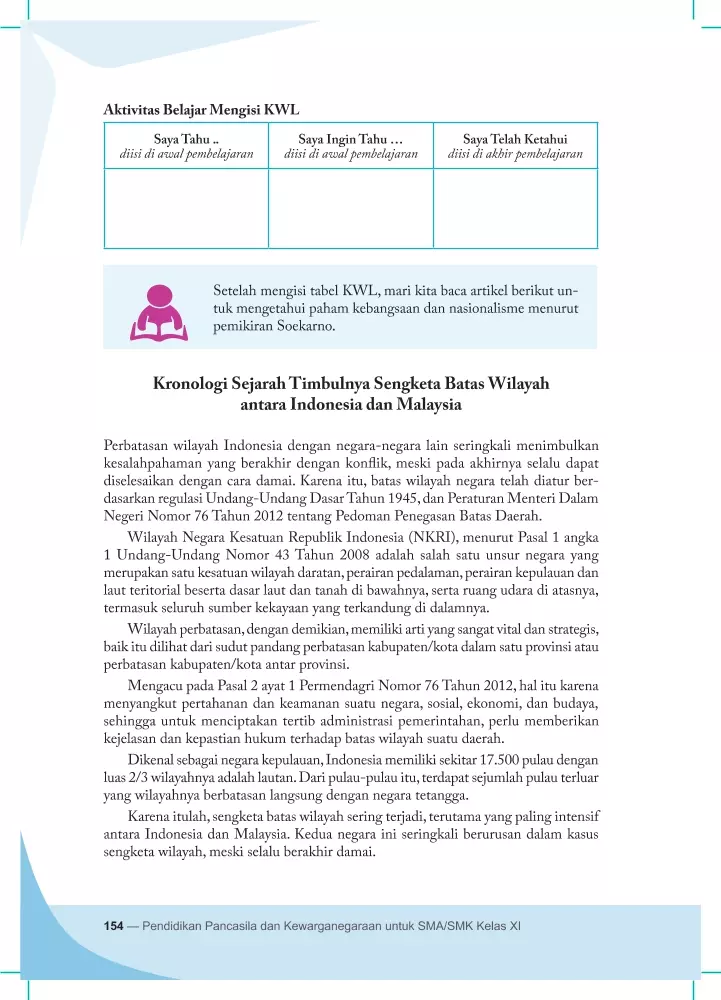 Aktivitas Belajar Mengisi KWL
Saya Tahu ..
diisi di awal pembelajaran
Saya Ingin Tahu …
diisi di awal pembelajaran
Saya Telah Ketahui
diisi di akhir pembelajaran
Setelah mengisi tabel KWL, mari kita baca artikel berikut un-
tuk mengetahui paham kebangsaan dan nasionalisme menurut
pemikiran Soekarno.
Kronologi Sejarah Timbulnya Sengketa Batas Wilayah
antara Indonesia dan Malaysia
Perbatasan wilayah Indonesia dengan negara-negara lain seringkali menimbulkan
kesalahpahaman yang berakhir dengan konflik, meski pada akhirnya selalu dapat
diselesaikan dengan cara damai. Karena itu, batas wilayah negara telah diatur ber-
dasarkan regulasi Undang-Undang Dasar Tahun 1945, dan Peraturan Menteri Dalam
Negeri Nomor 76 Tahun 2012 tentang Pedoman Penegasan Batas Daerah.
Wilayah Negara Kesatuan Republik Indonesia (NKRI), menurut Pasal 1 angka
1 Undang-Undang Nomor 43 Tahun 2008 adalah salah satu unsur negara yang
merupakan satu kesatuan wilayah daratan, perairan pedalaman, perairan kepulauan dan
laut teritorial beserta dasar laut dan tanah di bawahnya, serta ruang udara di atasnya,
termasuk seluruh sumber kekayaan yang terkandung di dalamnya.
Wilayah perbatasan, dengan demikian, memiliki arti yang sangat vital dan strategis,
baik itu dilihat dari sudut pandang perbatasan kabupaten/kota dalam satu provinsi atau
perbatasan kabupaten/kota antar provinsi.
Mengacu pada Pasal 2 ayat 1 Permendagri Nomor 76 Tahun 2012, hal itu karena
menyangkut pertahanan dan keamanan suatu negara, sosial, ekonomi, dan budaya,
sehingga untuk menciptakan tertib administrasi pemerintahan, perlu memberikan
kejelasan dan kepastian hukum terhadap batas wilayah suatu daerah.
Dikenal sebagai negara kepulauan, Indonesia memiliki sekitar 17.500 pulau dengan
luas 2/3 wilayahnya adalah lautan. Dari pulau-pulau itu, terdapat sejumlah pulau terluar
yang wilayahnya berbatasan langsung dengan negara tetangga.
Karena itulah, sengketa batas wilayah sering terjadi, terutama yang paling intensif
antara Indonesia dan Malaysia. Kedua negara ini seringkali berurusan dalam kasus
sengketa wilayah, meski selalu berakhir damai.
154 — Pendidikan Pancasila dan Kewarganegaraan untuk SMA/SMK Kelas XI